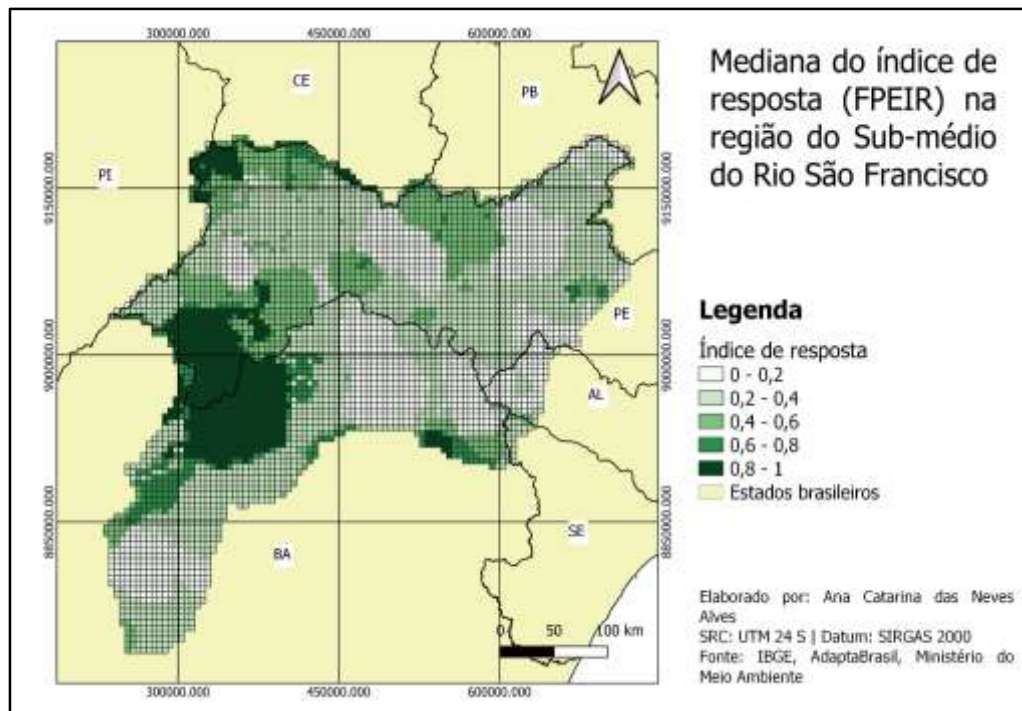 300000.000 450000.000 600000.000
CE
PB
PI
9150000.000 9150000.000
PE
9000000.000 9000000.000
AL
8850000.000 8850000.000
SE
BA
0 50 100 km
300000.000 450000.000 600000.000
Mediana do índice de
resposta (FPEIR) na
região do Sub-médio
do Rio São Francisco
Legenda
Índice de resposta
0 - 0,2
0,2 - 0,4
0,4 - 0,6
0,6 - 0,8
0,8 - 1
Estados brasileiros
Elaborado por: Ana Catarina das Neves
Alves
SRC: UTM 24 S | Datum: SIRGAS 2000
Fonte: IBGE, AdaptaBrasil, Ministério do
Meio Ambiente